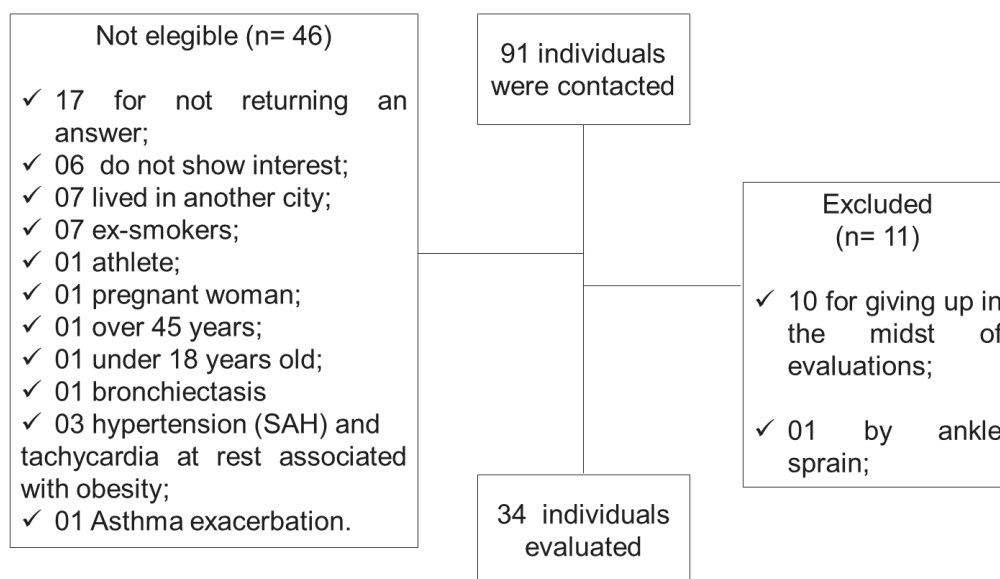 Not elegible (n= 46)
✓ 17 for not returning an
answer;
✓ 06 do not show interest;
✓ 07 lived in another city;
✓ 07 ex-smokers;
✓ 01 athlete;
✓ 01 pregnant woman;
✓ 01 over 45 years;
✓ 01 under 18 years old;
✓ 01 bronchiectasis
✓ 03 hypertension (SAH) and
tachycardia at rest associated
with obesity;
✓ 01 Asthma exacerbation.
91 individuals
were contacted
Excluded
(n= 11)
✓ 10 for giving up in
the midst of
evaluations;
✓ 01 by ankle
sprain;
34 individuals
evaluated